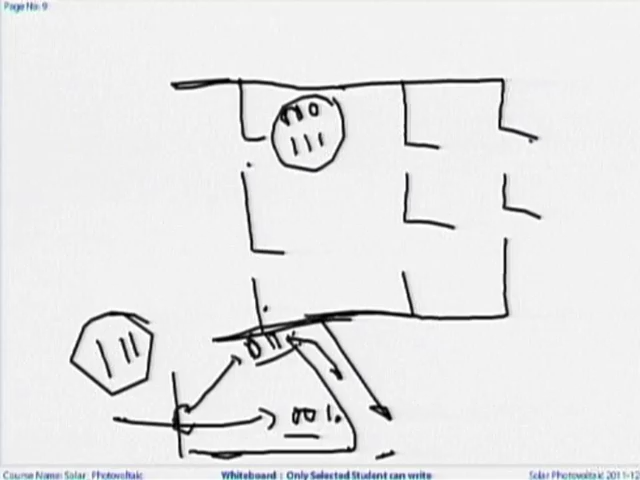 Page No: 9
110
111
111
011
001.
Course Name: Solar Photovoltaic
Whiteboard | Only Selected Student can write
Solar Photovoltaic 2011-12